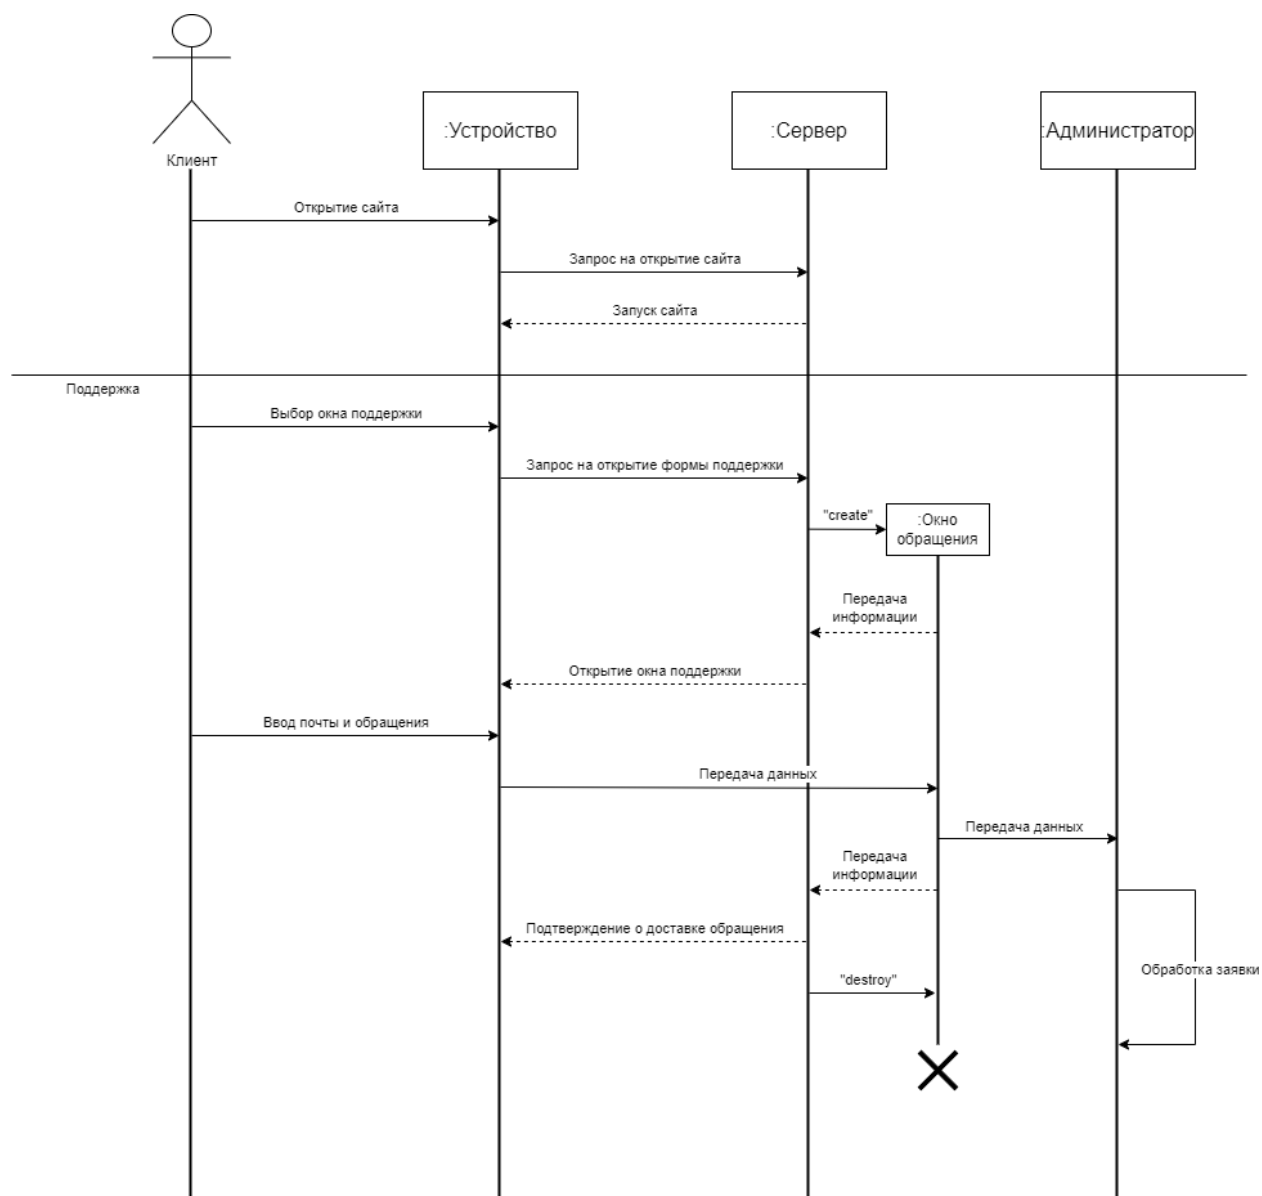 Клиент
:Устройство
:Сервер
:Администратор
Открытие сайта
Запрос на открытие сайта
Запуск сайта
Поддержка
Выбор окна поддержки
Запрос на открытие формы поддержки
"create"
:Окно
обращения
Передача
информации
Открытие окна поддержки
Ввод почты и обращения
Передача данных
Передача данных
Передача
информации
Подтверждение о доставке обращения
Обработка заявки
"destroy"